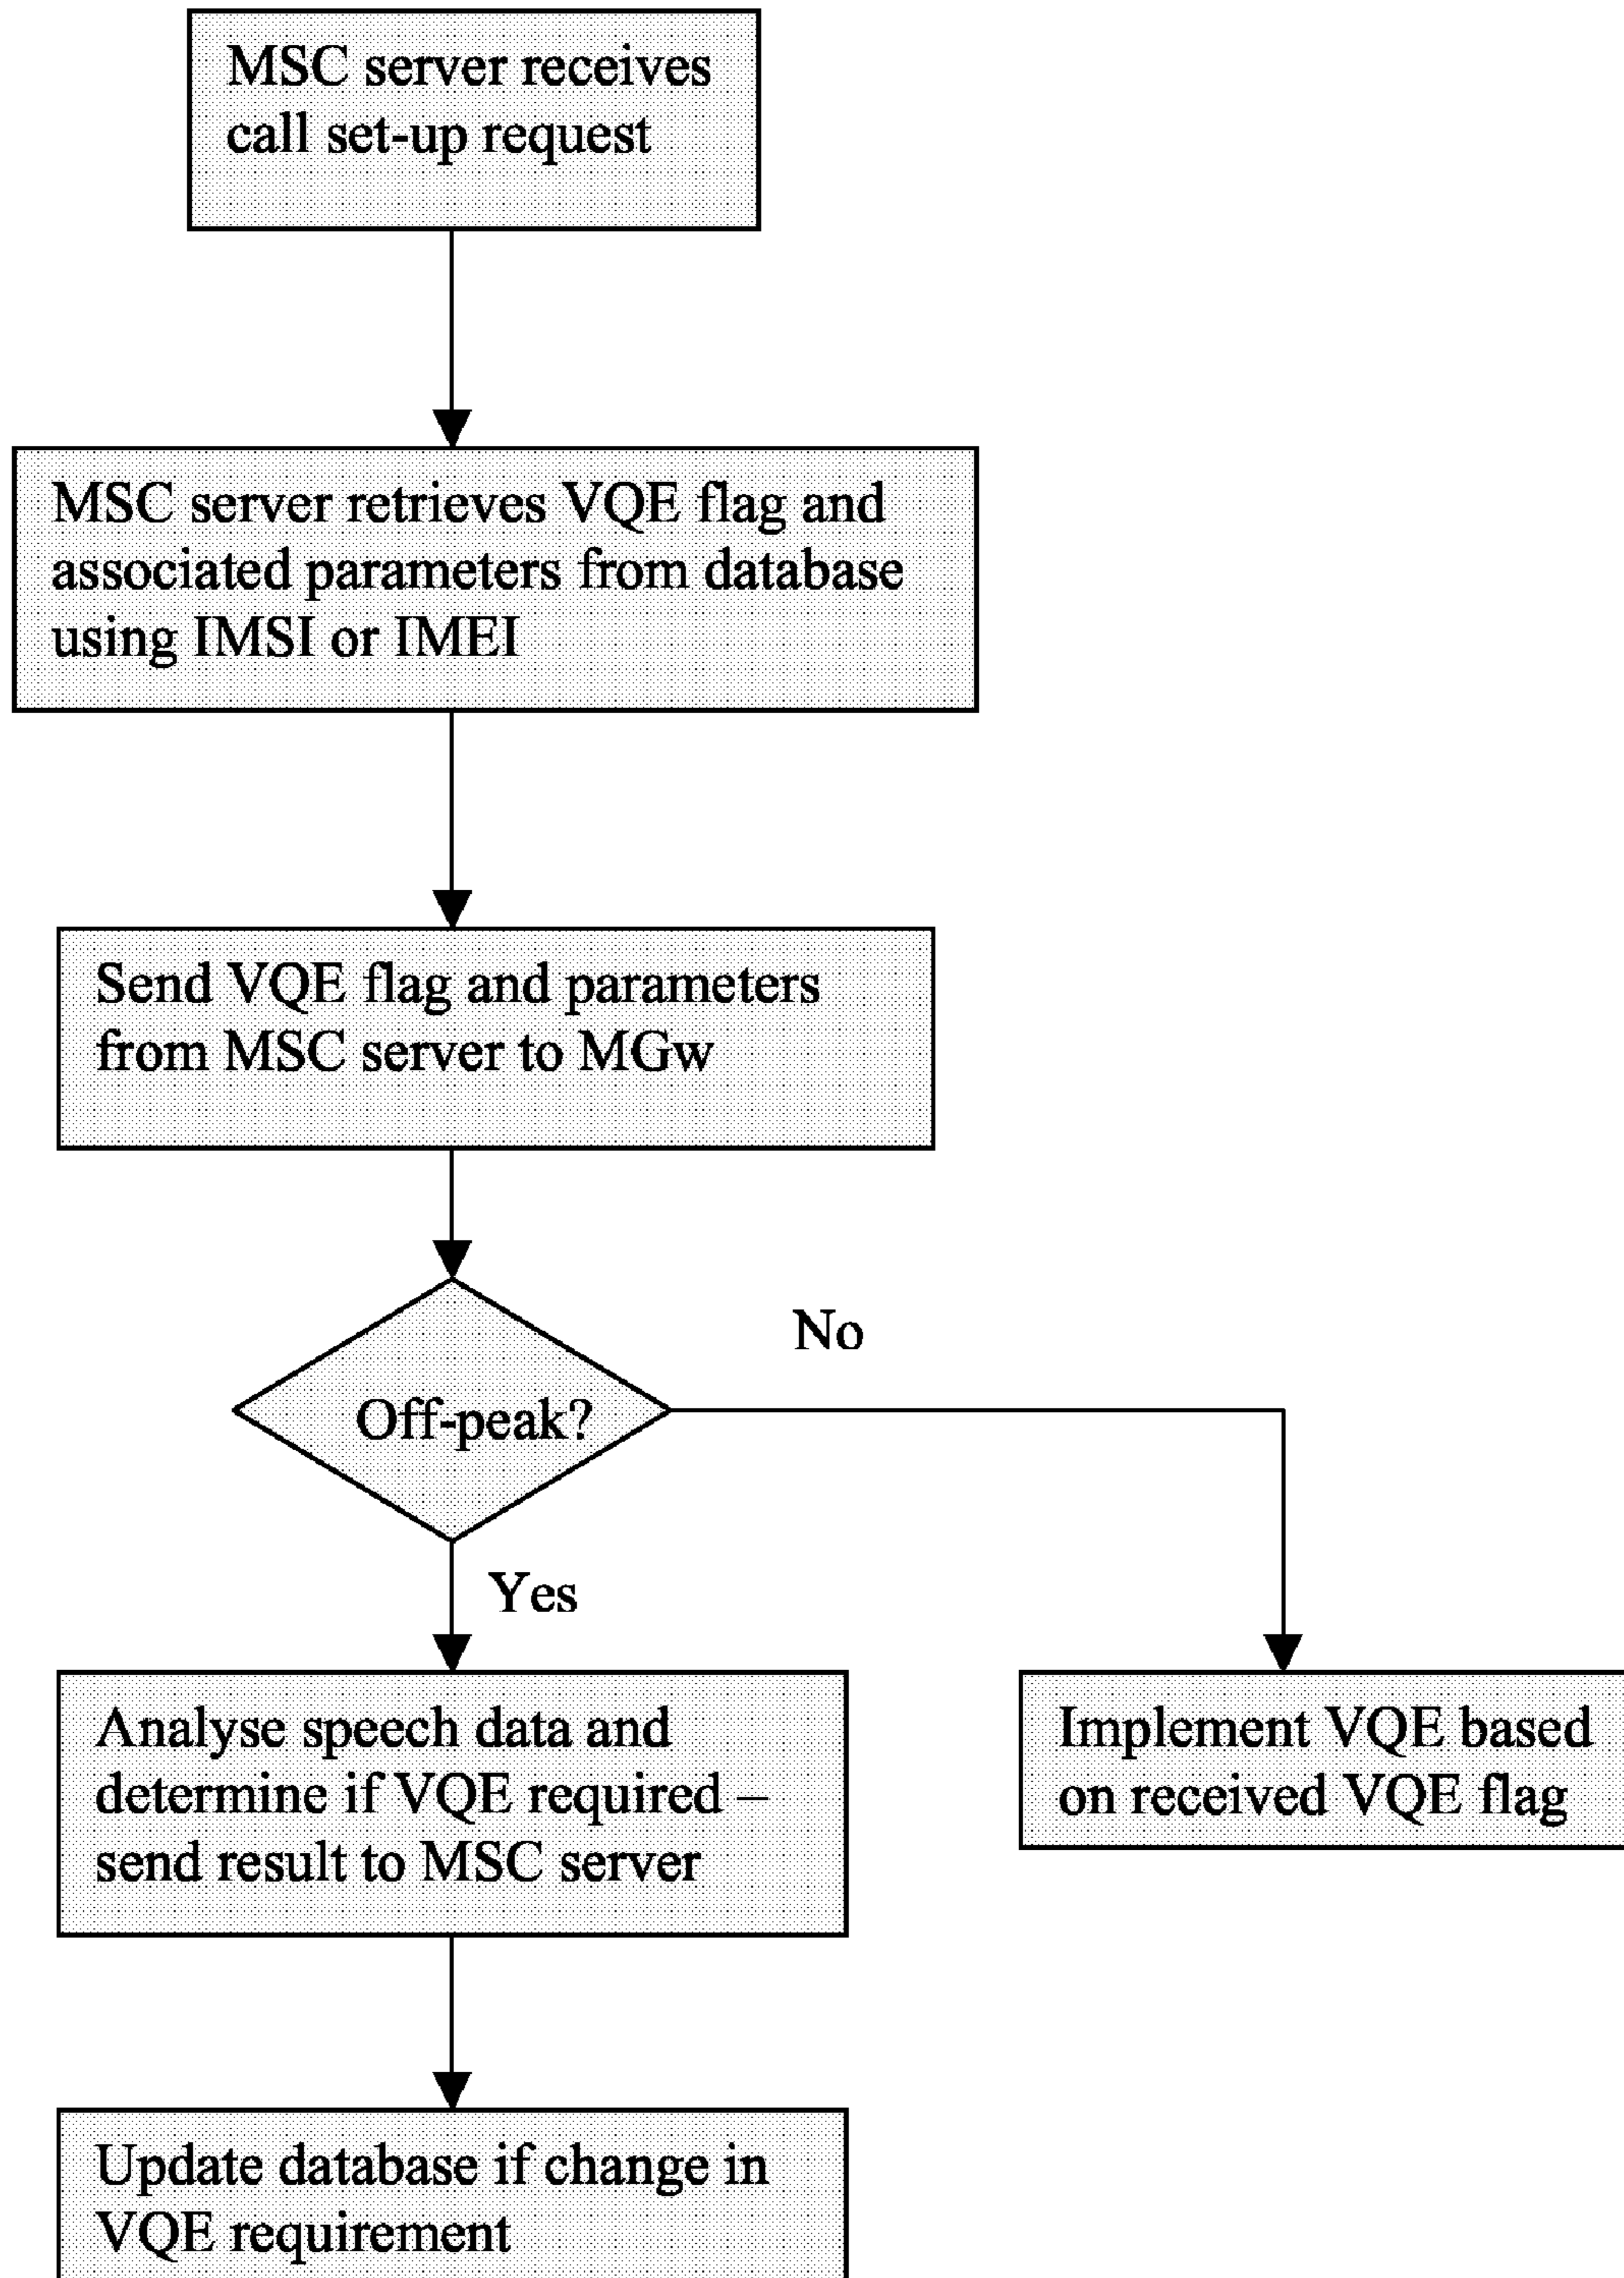 MSC server receives
call set-up request
MSC server retrieves VQE flag and
associated parameters from database
using IMSI or IMEI
Send VQE flag and parameters
from MSC server to MGw
No
Off-peak?
Yes
Analyse speech data and
determine if VQE required –
send result to MSC server
Implement VQE based
on received VQE flag
Update database if change in
VQE requirement